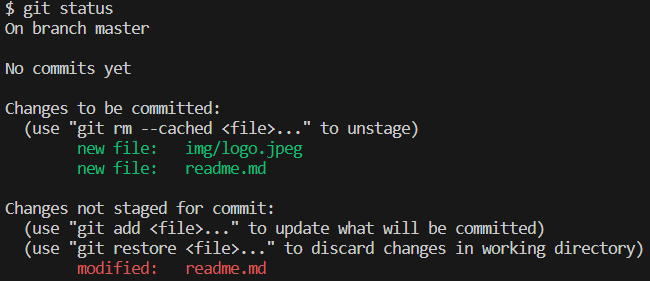 $ git status
On branch master
No commits yet
Changes to be committed:
(use "git rm --cached <file>..." to unstage)
new file: img/logo.jpeg
new file: readme.md
Changes not staged for commit:
(use "git add <file>..." to update what will be committed)
(use "git restore <file>..." to discard changes in working directory)
modified: readme.md